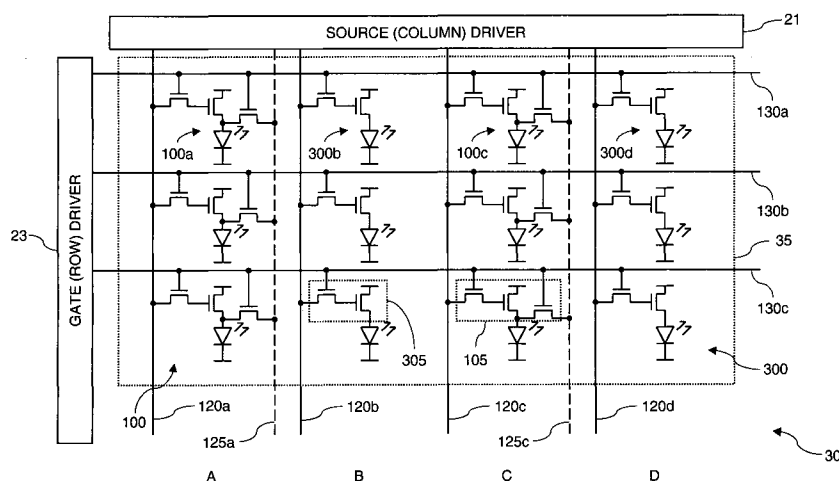 SOURCE (COLUMN) DRIVER
21
130a
100a
300b
100c
300d
130b
23
GATE (ROW) DRIVER
35
130c
305
105
300
100
120a
125a
120b
120c
125c
120d
30
A
B
C
D